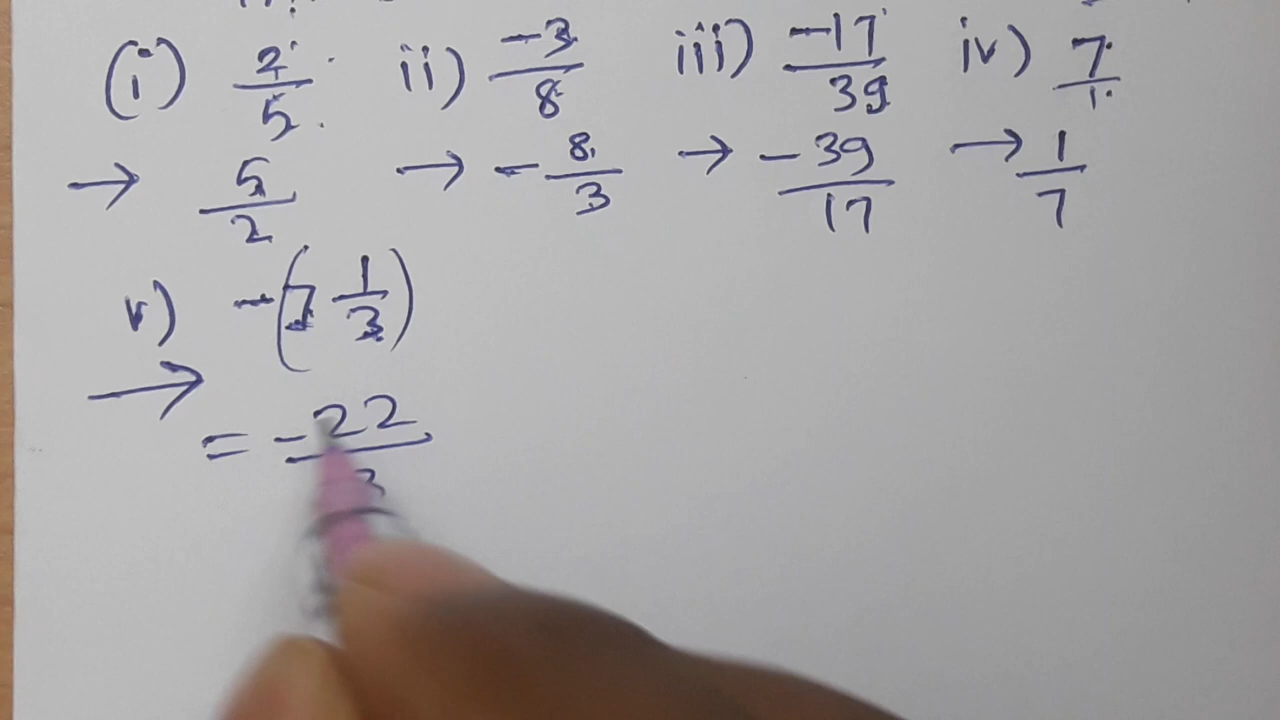 (i) 2/5 ii) -3/8 iii) -17/39 iv) 7/1
→ 5/2 → -8/3 → -39/17 → 1/7
v) -(7 1/3)
→
= -22/3